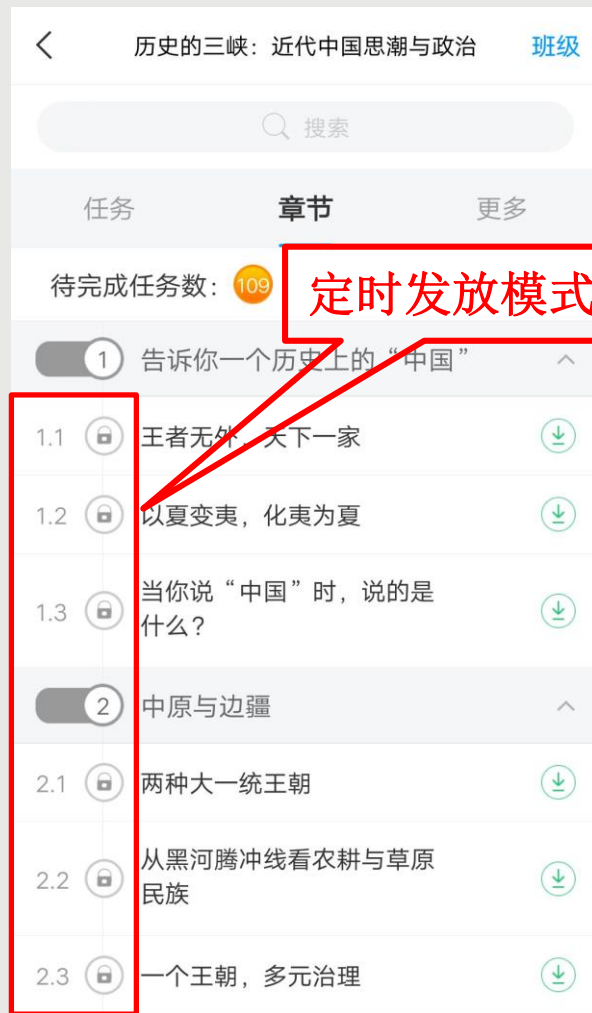 历史的三峡：近代中国思潮与政治 班级
搜索
任务 章节 更多
待完成任务数： 109
定时发放模式
1 告诉你一个历史上的“中国”
1.1 王者无外，天下一家
1.2 以夏变夷，化夷为夏
1.3 当你说“中国”时，说的是
什么？
2 中原与边疆
2.1 两种大一统王朝
2.2 从黑河腾冲线看农耕与草原
民族
2.3 一个王朝，多元治理